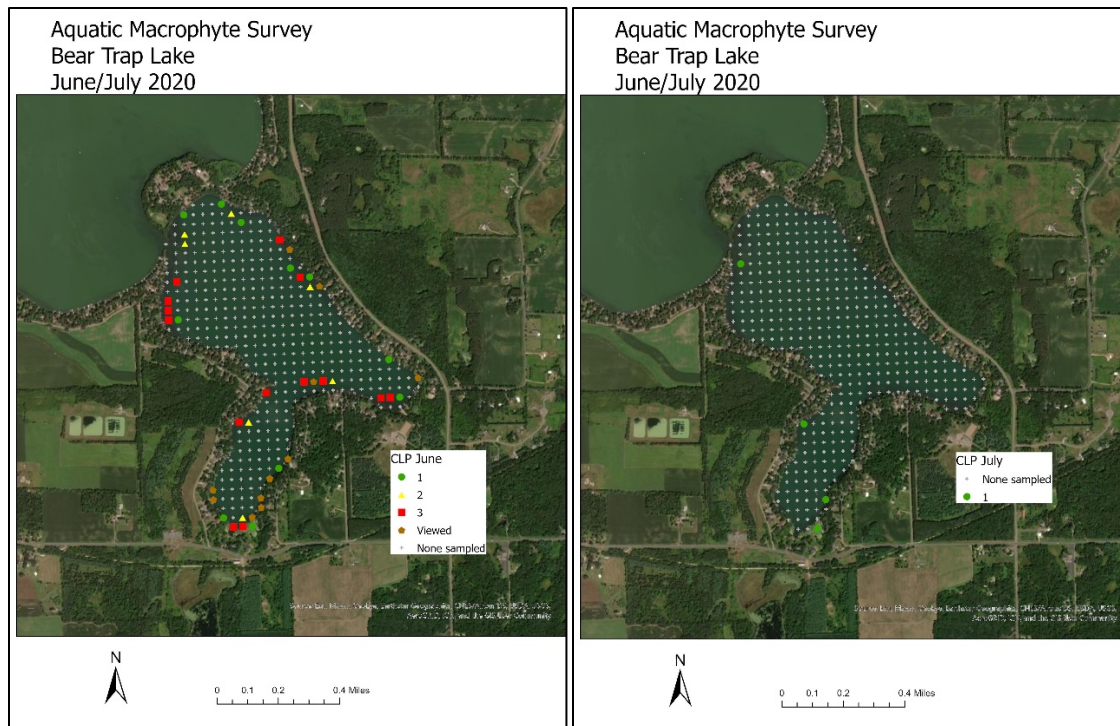 Aquatic Macrophyte Survey
Bear Trap Lake
June/July 2020
CLP June
1
2
3
Viewed
None sampled
N
0 0.1 0.2 0.4 Miles
Aquatic Macrophyte Survey
Bear Trap Lake
June/July 2020
CLP July
None sampled
1
N
0 0.1 0.2 0.4 Miles